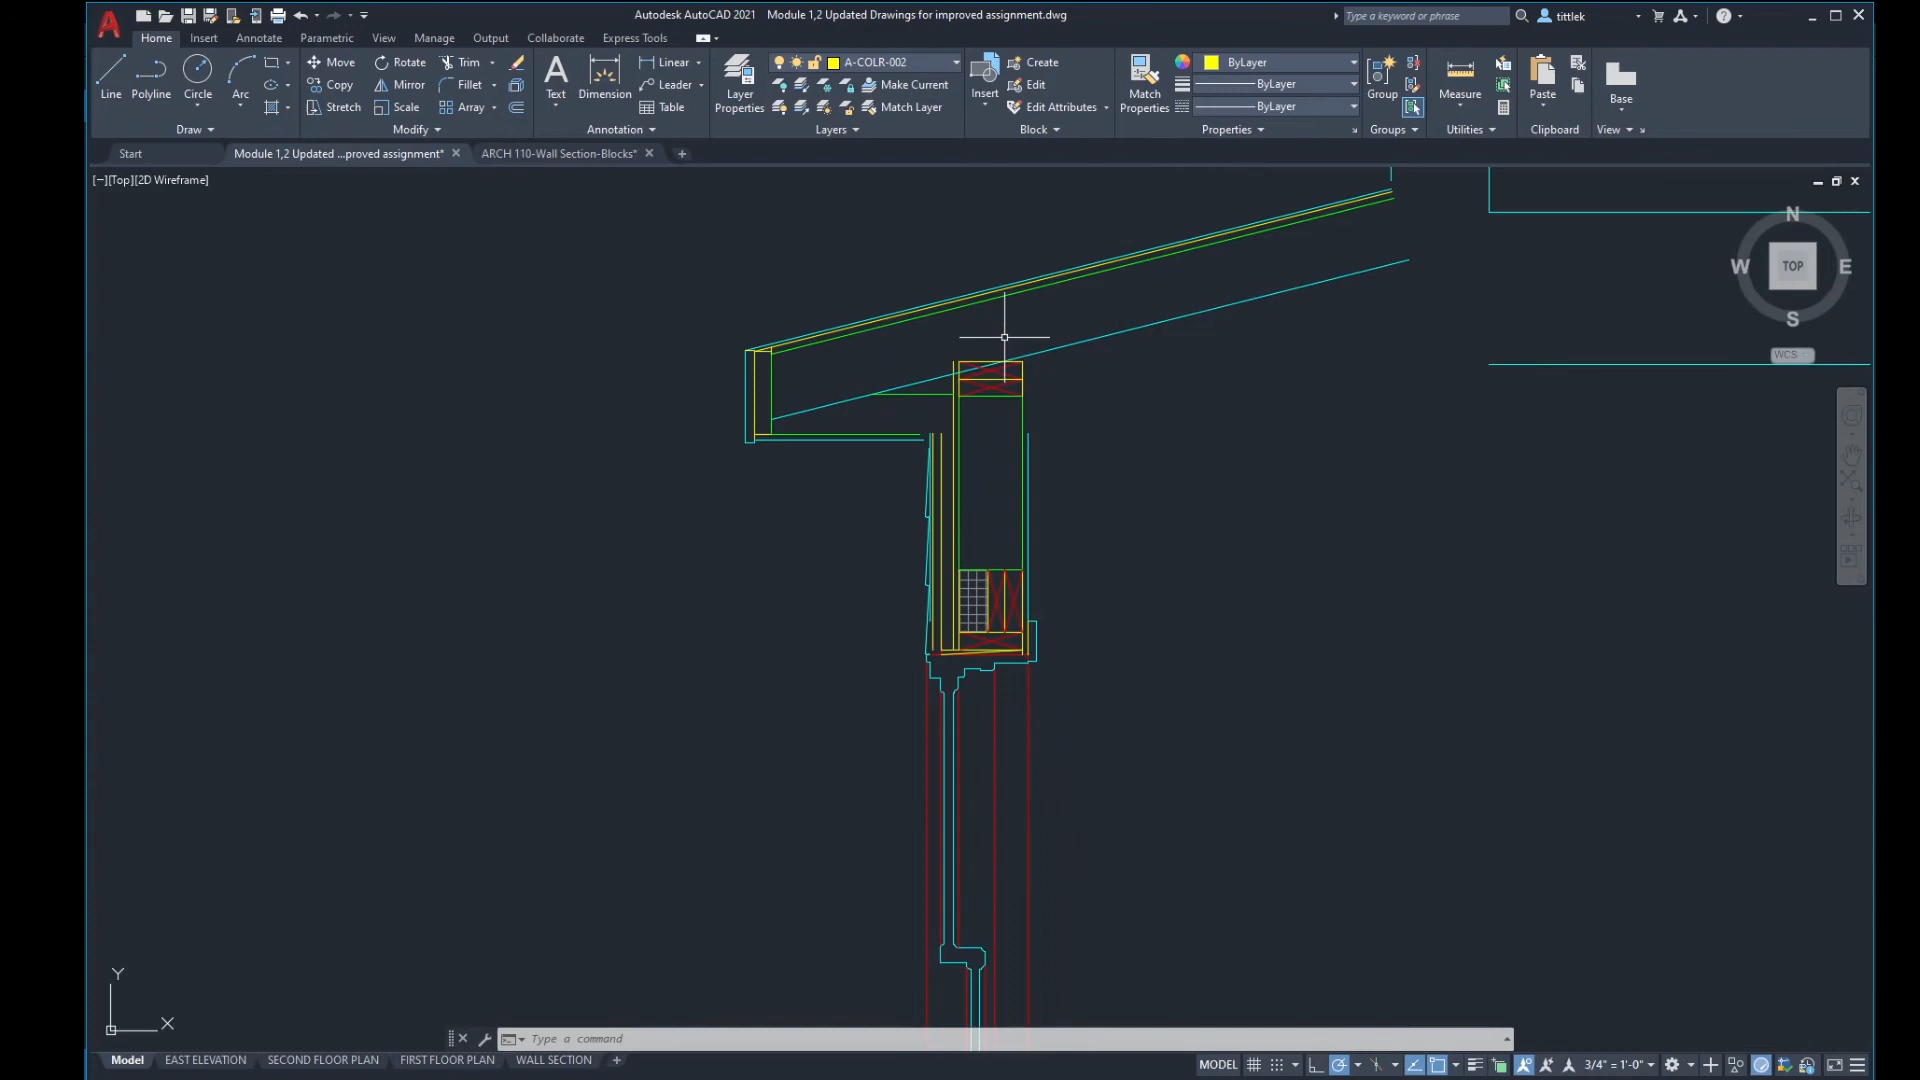 Autodesk AutoCAD 2021 Module 1,2 Updated Drawings for improved assignment.dwg
Type a keyword or phrase
tittlek
Home Insert Annotate Parametric View Manage Output Collaborate Express Tools
Line Polyline Circle Arc
Move Rotate Trim
Copy Mirror Fillet
Stretch Scale Array
Text Dimension
Linear
Leader
Table
Layer Properties
A-COLR-002
Make Current
Match Layer
Insert
Create
Edit
Edit Attributes
Match Properties
ByLayer
ByLayer
ByLayer
Group
Measure
Paste
Base
Draw Modify Annotation Layers Block Properties Groups Utilities Clipboard View
Start Module 1,2 Updated ...proved assignment* ARCH 110-Wall Section-Blocks*
[−][Top][2D Wireframe]
N
W TOP E
S
WCS
Y
X
Type a command
Model EAST ELEVATION SECOND FLOOR PLAN FIRST FLOOR PLAN WALL SECTION
MODEL 3/4" = 1'-0"